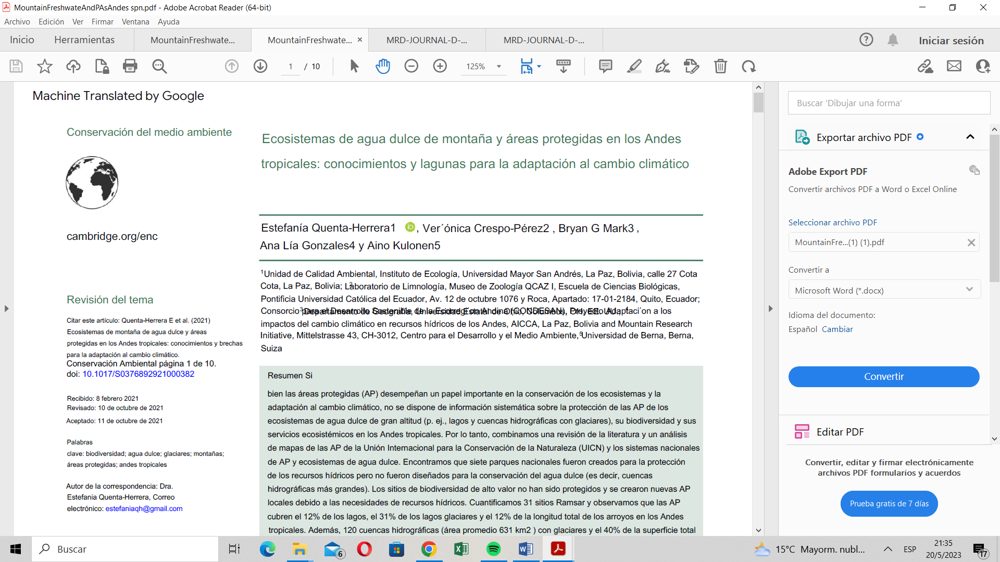 MountainFreshwateAndPAsAndes spn.pdf - Adobe Acrobat Reader (64-bit)
Archivo Edición Ver Firmar Ventana Ayuda
Inicio Herramientas MountainFreshwate... MountainFreshwate... MRD-JOURNAL-D-... MRD-JOURNAL-D-... Iniciar sesión
1 / 10 125%
Machine Translated by Google
Conservación del medio ambiente
cambridge.org/enc
Revisión del tema
Citar este artículo: Quenta-Herrera E et al. (2021)
Ecosistemas de montaña de agua dulce y áreas
protegidas en los Andes tropicales: conocimientos y brechas
para la adaptación al cambio climático.
Conservación Ambiental página 1 de 10.
doi: 10.1017/S0376892921000382
Recibido: 8 febrero 2021
Revisado: 10 de octubre de 2021
Aceptado: 11 de octubre de 2021
Palabras
clave: biodiversidad; agua dulce; glaciares; montañas;
áreas protegidas; andes tropicales
Autor de la correspondencia: Dra.
Estefania Quenta-Herrera, Correo
electrónico: estefaniaqh@gmail.com
Ecosistemas de agua dulce de montaña y áreas protegidas en los Andes
tropicales: conocimientos y lagunas para la adaptación al cambio climático
Estefanía Quenta-Herrera1 iD , Ver´ónica Crespo-Pérez2 , Bryan G Mark3 ,
Ana Lía Gonzales4 y Aino Kulonen5
1Unidad de Calidad Ambiental, Instituto de Ecología, Universidad Mayor San Andrés, La Paz, Bolivia, calle 27 Cota
Cota, La Paz, Bolivia; 2Laboratorio de Limnología, Museo de Zoología QCAZ I, Escuela de Ciencias Biológicas,
Pontificia Universidad Católica del Ecuador, Av. 12 de octubre 1076 y Roca, Apartado: 17-01-2184, Quito, Ecuador;
Consorcio para el Desarrollo Sostenible de la Ecorregi´on Andina (CONDESAN), Proyecto Adaptaci´on a los
3Departamento de Geografía, Universidad Estatal de Ohio, Columbus, OH, EE. UU.; 4
impactos del cambio climático en recursos hídricos de los Andes, AICCA, La Paz, Bolivia and Mountain Research
Initiative, Mittelstrasse 43, CH-3012, Centro para el Desarrollo y el Medio Ambiente, 5Universidad de Berna, Berna,
Suiza
Resumen Si
bien las áreas protegidas (AP) desempeñan un papel importante en la conservación de los ecosistemas y la
adaptación al cambio climático, no se dispone de información sistemática sobre la protección de las AP de los
ecosistemas de agua dulce de gran altitud (p. ej., lagos y cuencas hidrográficas con glaciares), su biodiversidad y sus
servicios ecosistémicos en los Andes tropicales. Por lo tanto, combinamos una revisión de la literatura y un análisis
de mapas de las AP de la Unión Internacional para la Conservación de la Naturaleza (UICN) y los sistemas nacionales
de AP y ecosistemas de agua dulce. Encontramos que siete parques nacionales fueron creados para la protección
de los recursos hídricos pero no fueron diseñados para la conservación del agua dulce (es decir, cuencas
hidrográficas más grandes). Los sitios de biodiversidad de alto valor no han sido protegidos y se crearon nuevas AP
locales debido a las necesidades de recursos hídricos. Cuantificamos 31 sitios Ramsar y observamos que las AP
cubren el 12% de los lagos, el 31% de los lagos glaciares y el 12% de la longitud total de los arroyos en los Andes
tropicales. Además, 120 cuencas hidrográficas (área promedio 631 km2 ) con glaciares y el 40% de la superficie total
Buscar 'Dibujar una forma'
Exportar archivo PDF
Adobe Export PDF
Convertir archivos PDF a Word o Excel Online
Seleccionar archivo PDF
MountainFre...(1) (1).pdf
Convertir a
Microsoft Word (*.docx)
Idioma del documento:
Español Cambiar
Convertir
Editar PDF
Convertir, editar y firmar electrónicamente
archivos PDF formularios y acuerdos
Prueba gratis de 7 días
Buscar 6 15°C Mayorm. nubl... ESP 21:35
20/5/2023 17